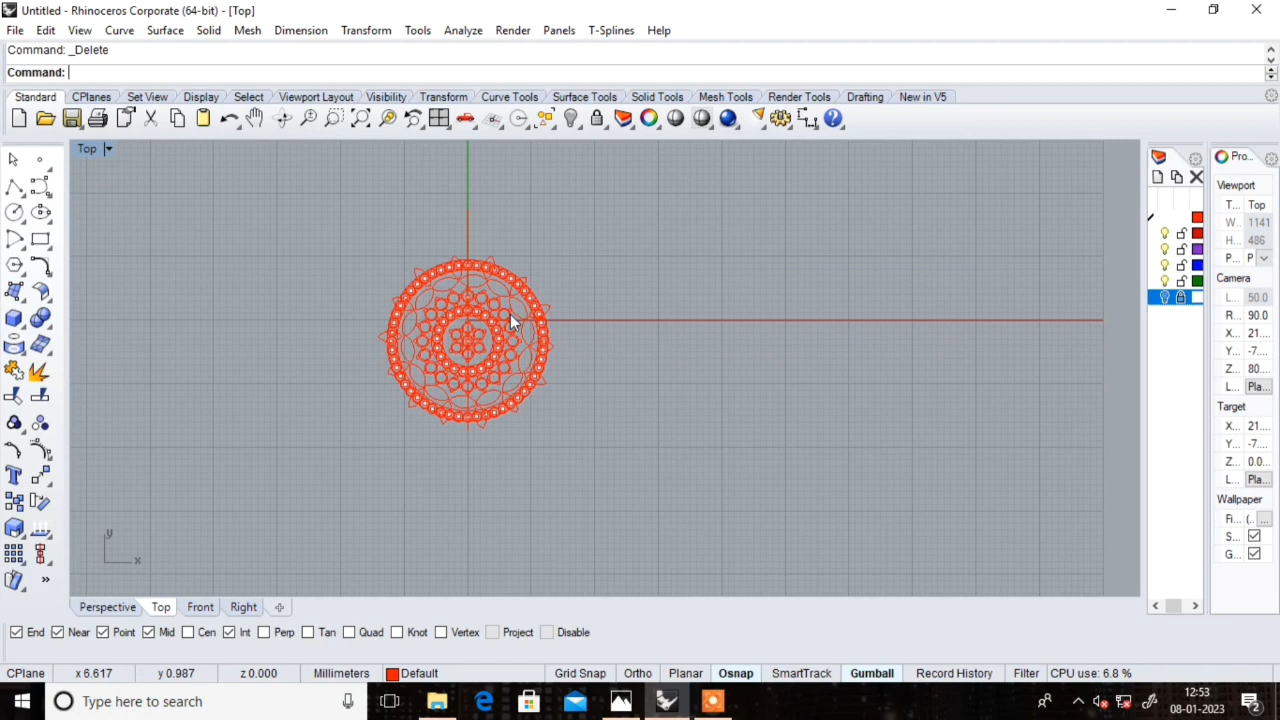 Untitled - Rhinoceros Corporate (64-bit) - [Top]
File Edit View Curve Surface Solid Mesh Dimension Transform Tools Analyze Render Panels T-Splines Help
Command: _Delete
Command:
Standard CPlanes Set View Display Select Viewport Layout Visibility Transform Curve Tools Surface Tools Solid Tools Mesh Tools Render Tools Drafting New in V5
Top
Pro...
Viewport
T... Top
W... 1141
H... 486
P... P
Camera
L... 50.0
R... 90.0
X... 21....
Y... -7....
Z... 80....
L... Pla...
Target
X... 21....
Y... -7....
Z... 0.0...
L... Pla...
Wallpaper
Fi... (. ...
S...
G...
y
x
Perspective Top Front Right
End Near Point Mid Cen Int Perp Tan Quad Knot Vertex Project Disable
CPlane x 6.617 y 0.987 z 0.000 Millimeters Default Grid Snap Ortho Planar Osnap SmartTrack Gumball Record History Filter CPU use: 6.8 %
Type here to search
12:53
08-01-2023
2